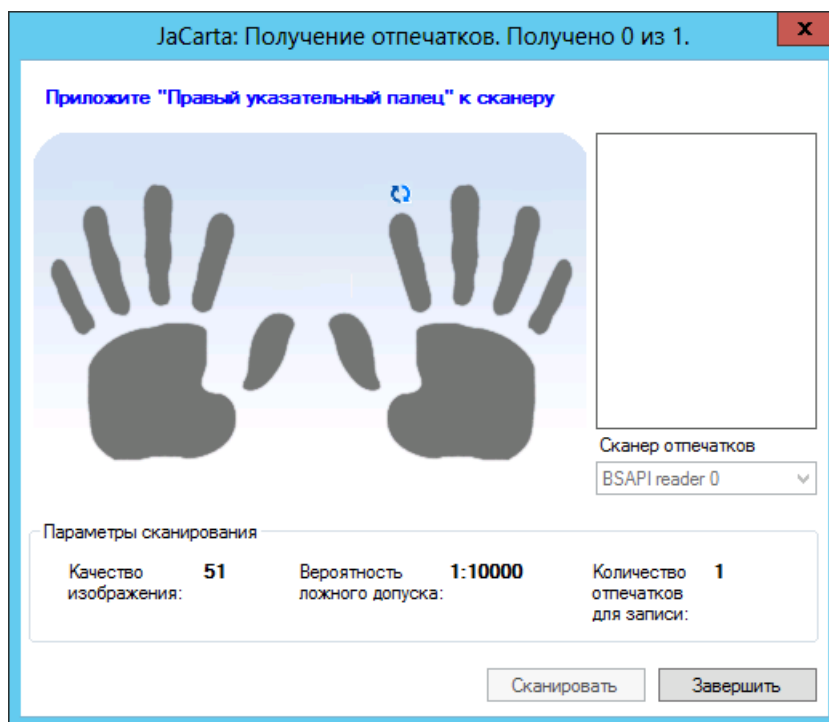 JaCarta: Получение отпечатков. Получено 0 из 1.
x
Приложите "Правый указательный палец" к сканеру
Сканер отпечатков
BSAPI reader 0
Параметры сканирования
Качество изображения:
51
Вероятность ложного допуска:
1:10000
Количество отпечатков для записи:
1
Сканировать
Завершить